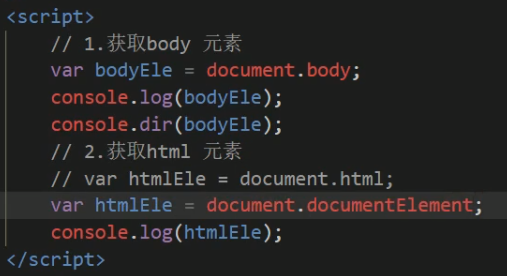 <script>
// 1.获取body 元素
var bodyEle = document.body;
console.log(bodyEle);
console.dir(bodyEle);
// 2.获取html 元素
// var htmlEle = document.html;
var htmlEle = document.documentElement;
console.log(htmlEle);
</script>